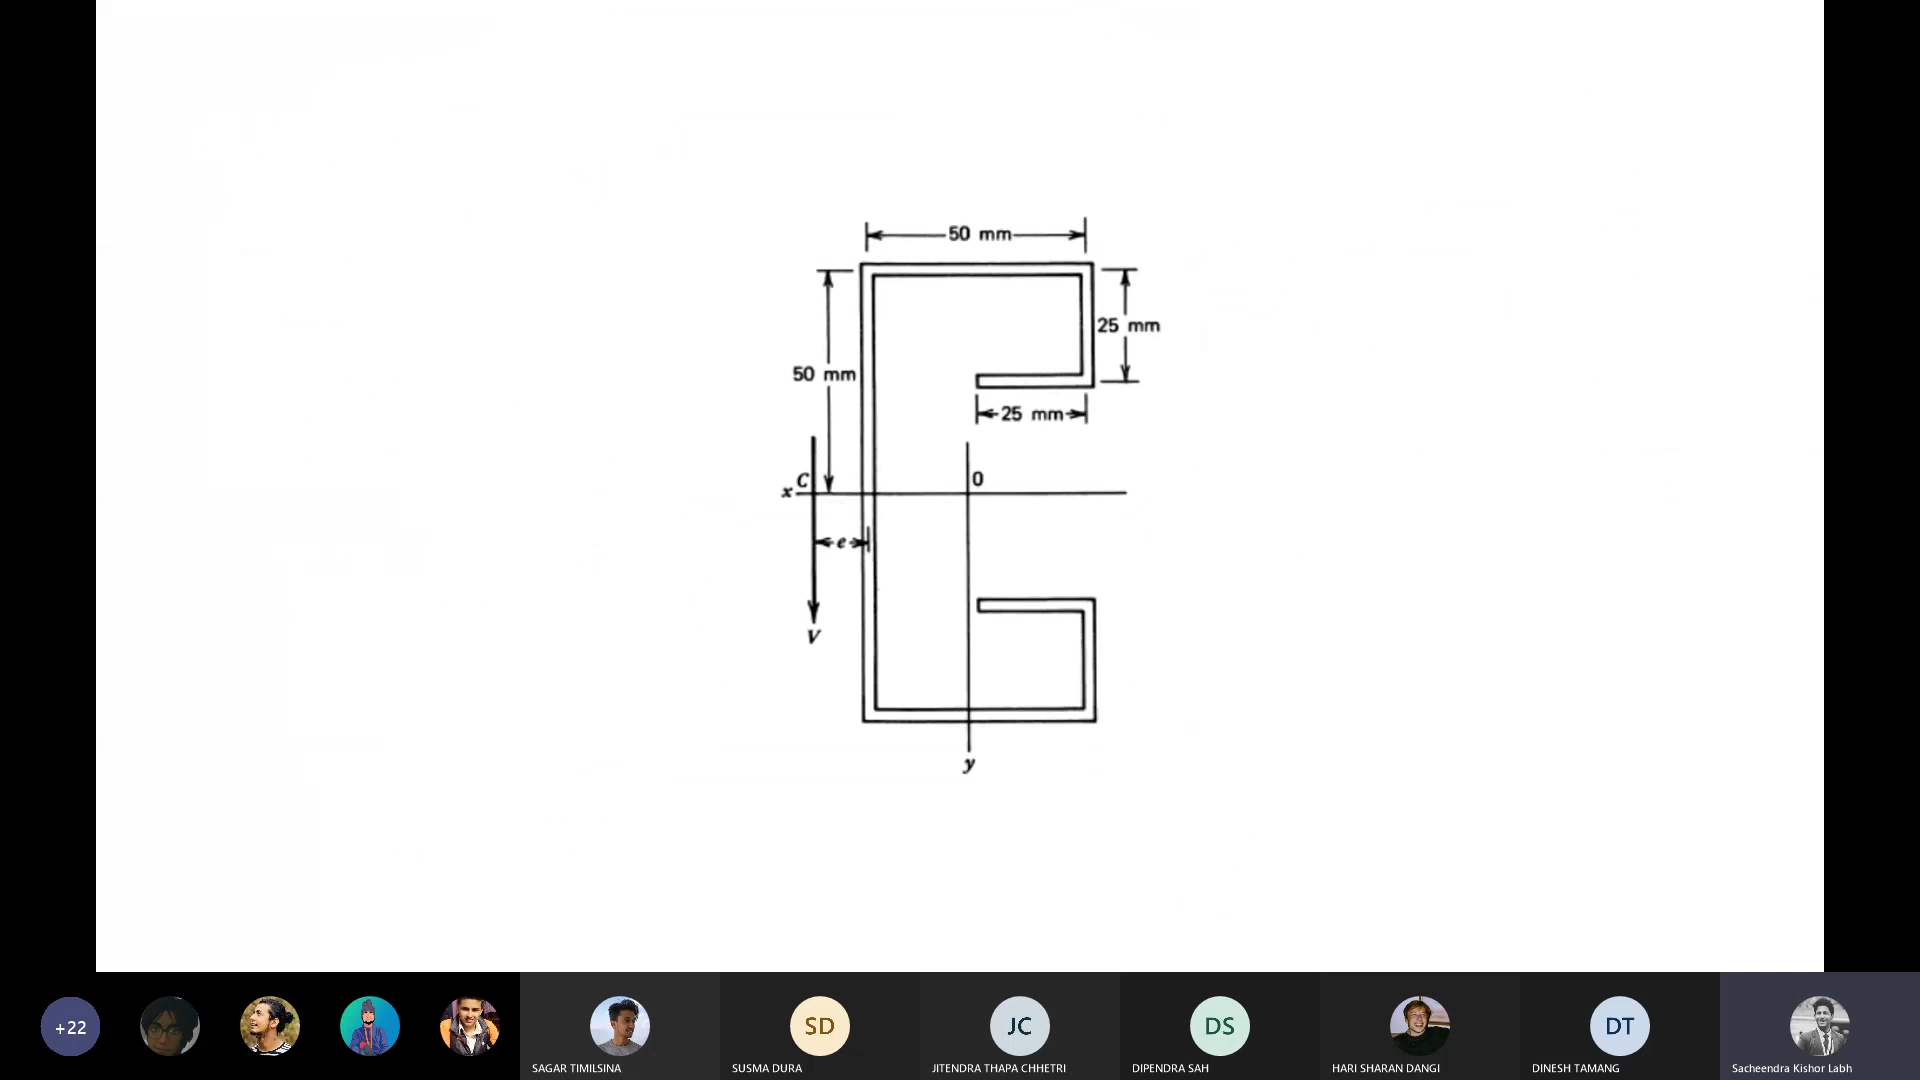 50 mm
25 mm
50 mm
25 mm
C
O
x
e
V
y
+22
SD
JC
DS
DT
SAGAR TIMILSINA
SUSMA DURA
JITENDRA THAPA CHHETRI
DIPENDRA SAH
HARI SHARAN DANGI
DINESH TAMANG
Sacheendra Kishor Labh